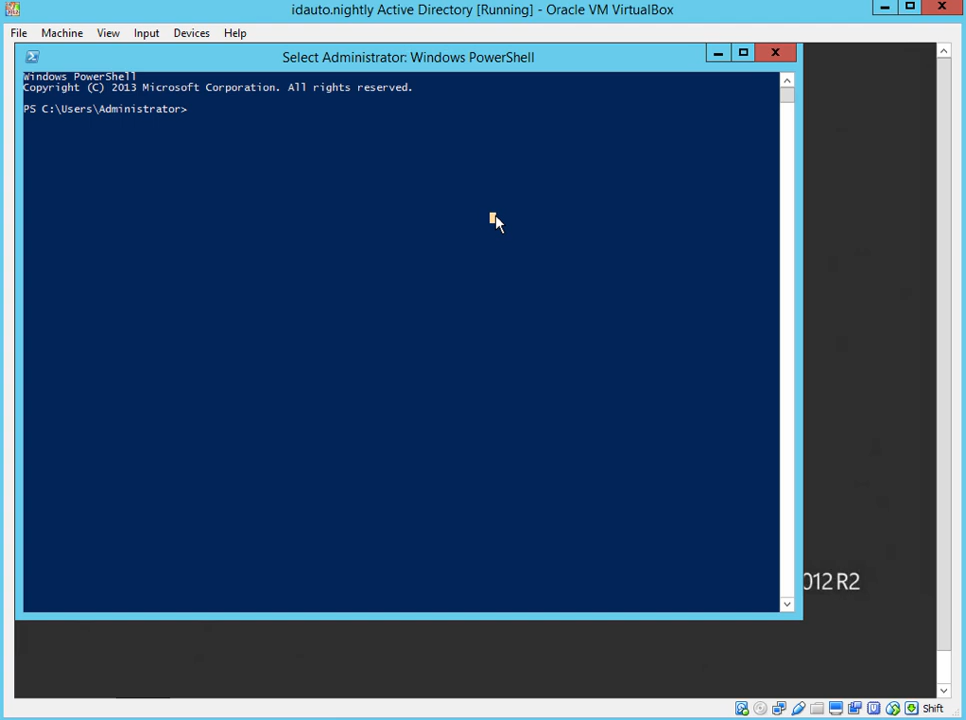 idauto.nightly Active Directory [Running] - Oracle VM VirtualBox
File Machine View Input Devices Help
Select Administrator: Windows PowerShell
Windows PowerShell
Copyright (C) 2013 Microsoft Corporation. All rights reserved.
PS C:\Users\Administrator>
012 R2
Shift